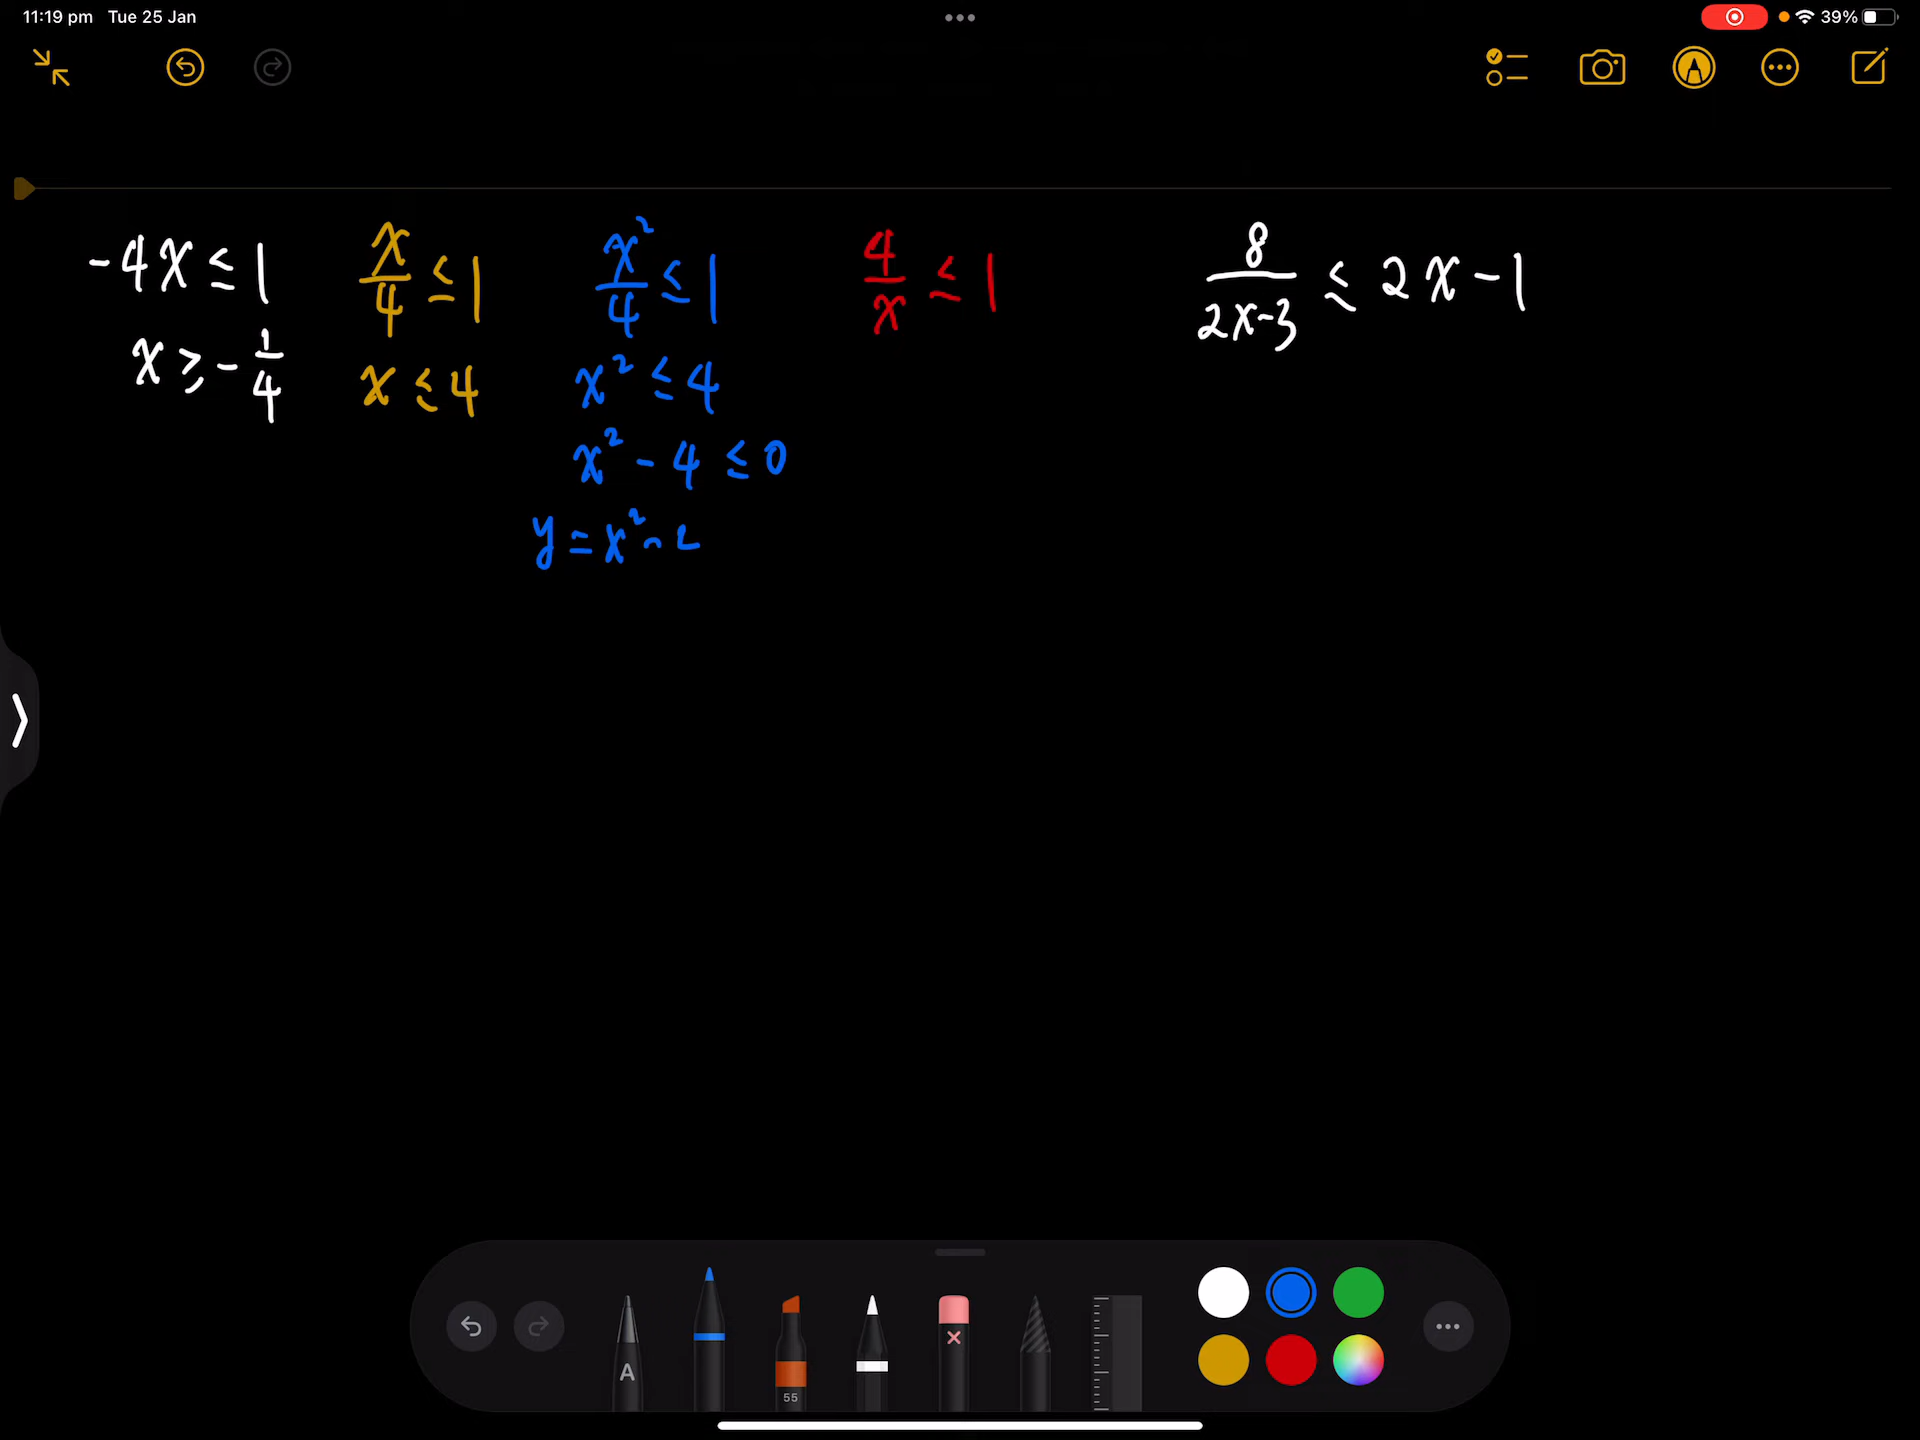 11:19 pm Tue 25 Jan
39%
-4x ≤ 1
x ≥ -1/4
x/4 ≤ 1
x ≤ 4
x²/4 ≤ 1
x² ≤ 4
x² - 4 ≤ 0
y = x² -
4/x ≤ 1
8/(2x-3) ≤ 2x-1
A
55